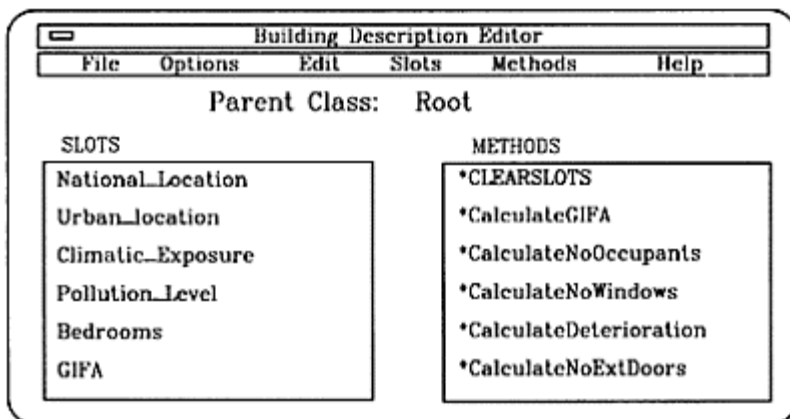 Building Description Editor
File Options Edit Slots Methods Help
Parent Class: Root
SLOTS
National_Location
Urban_location
Climatic_Exposure
Pollution_Level
Bedrooms
GIFA
METHODS
*CLEARSLOTS
*CalculateGIFA
*CalculateNoOccupants
*CalculateNoWindows
*CalculateDeterioration
*CalculateNoExtDoors